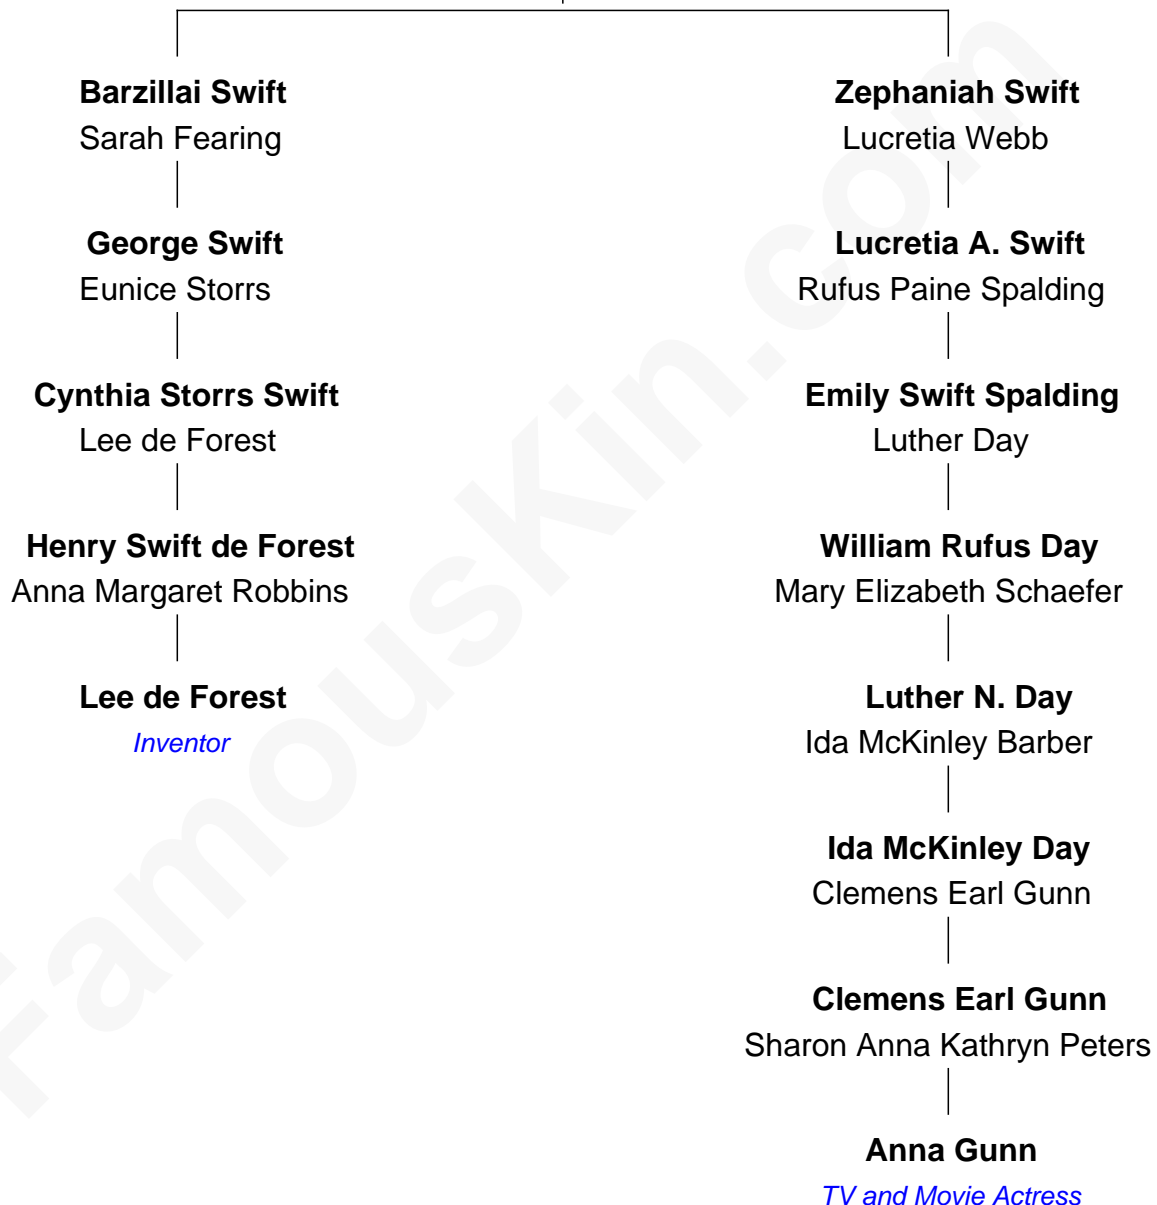 Barzillai Swift
Sarah Fearing
George Swift
Eunice Storrs
Cynthia Storrs Swift
Lee de Forest
Henry Swift de Forest
Anna Margaret Robbins
Lee de Forest
Inventor
Zephaniah Swift
Lucretia Webb
Lucretia A. Swift
Rufus Paine Spalding
Emily Swift Spalding
Luther Day
William Rufus Day
Mary Elizabeth Schaefer
Luther N. Day
Ida McKinley Barber
Ida McKinley Day
Clemens Earl Gunn
Clemens Earl Gunn
Sharon Anna Kathryn Peters
Anna Gunn
TV and Movie Actress
FamousKin.com